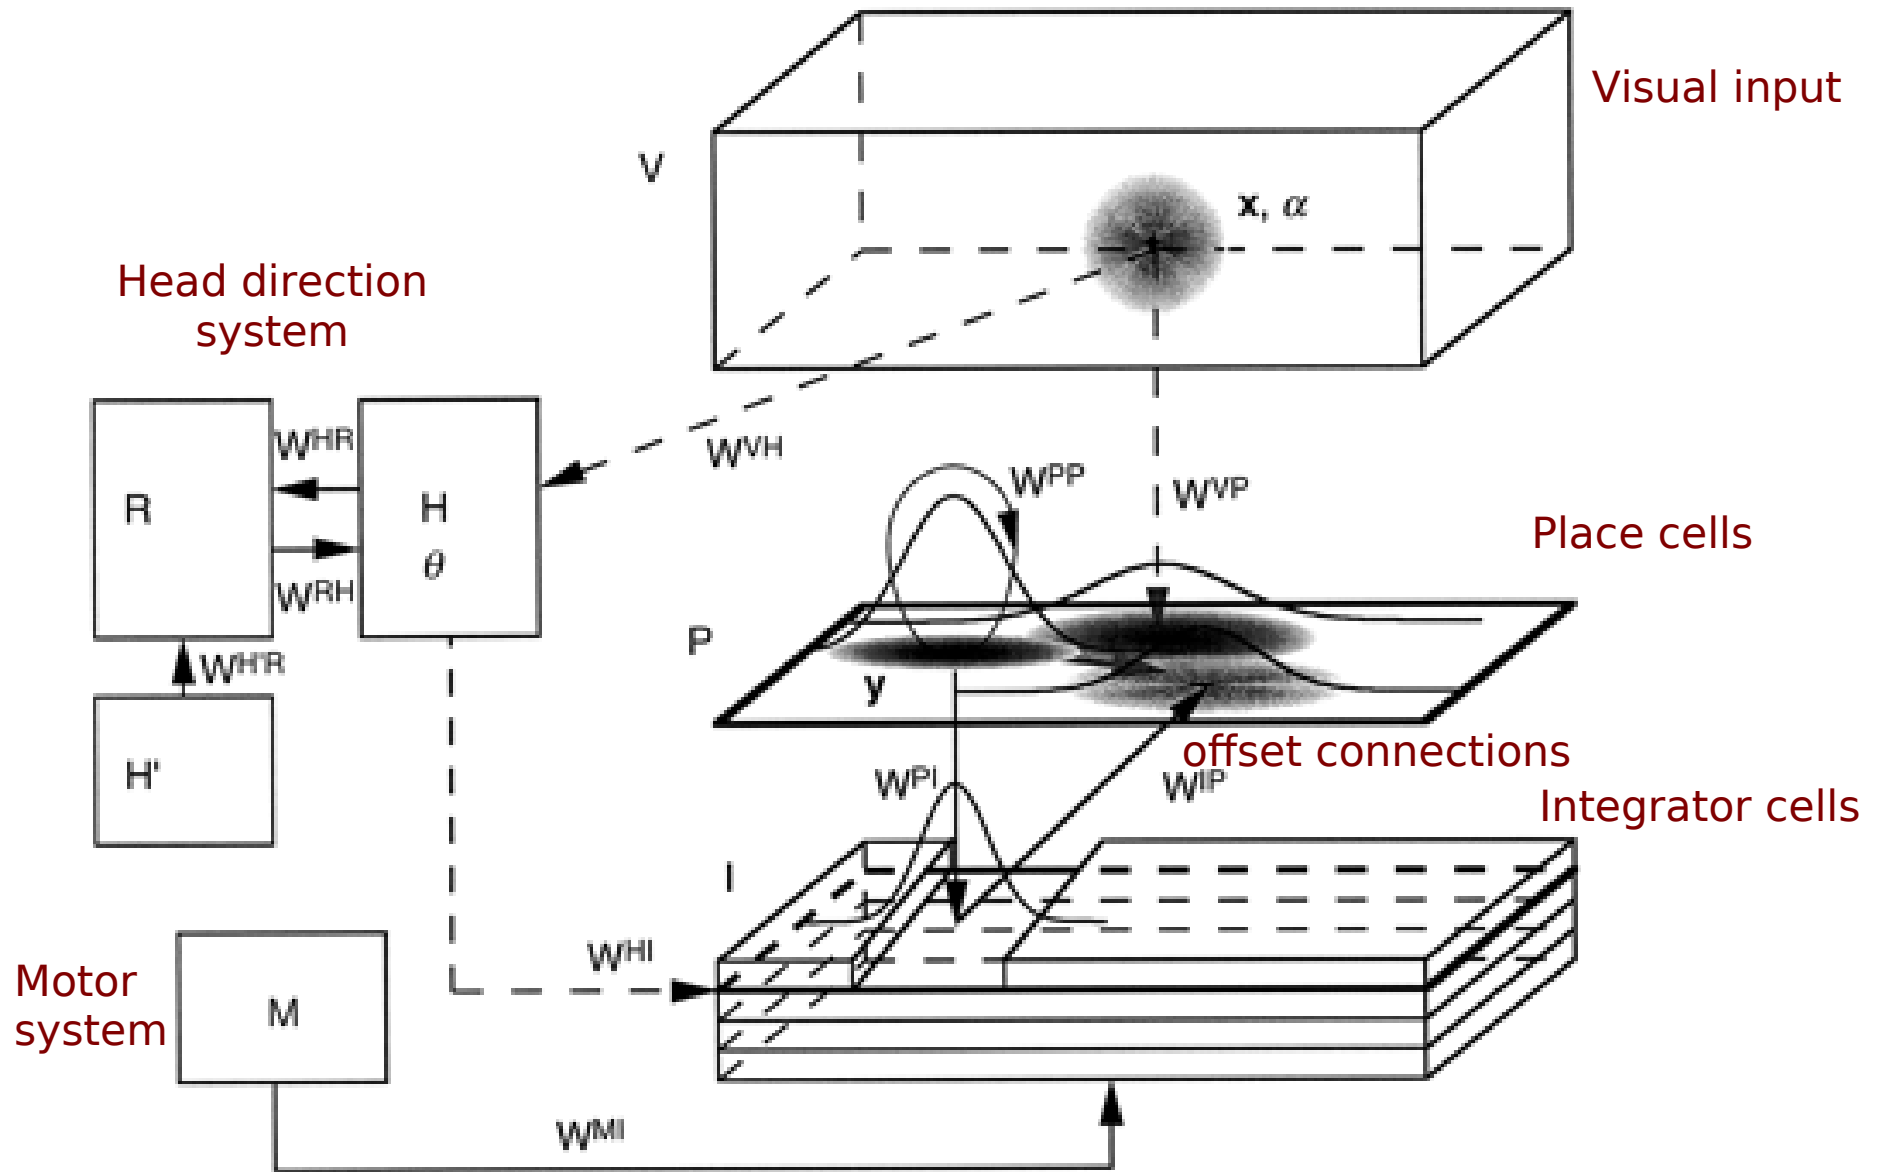 Visual input
V
x, α
Head direction
system
W^HR
W^VH
W^PP
W^VP
R
H
θ
Place cells
W^RH
P
W^H'R
y
offset connections
H'
W^PI
W^IP
Integrator cells
I
W^HI
Motor
system
M
W^MI